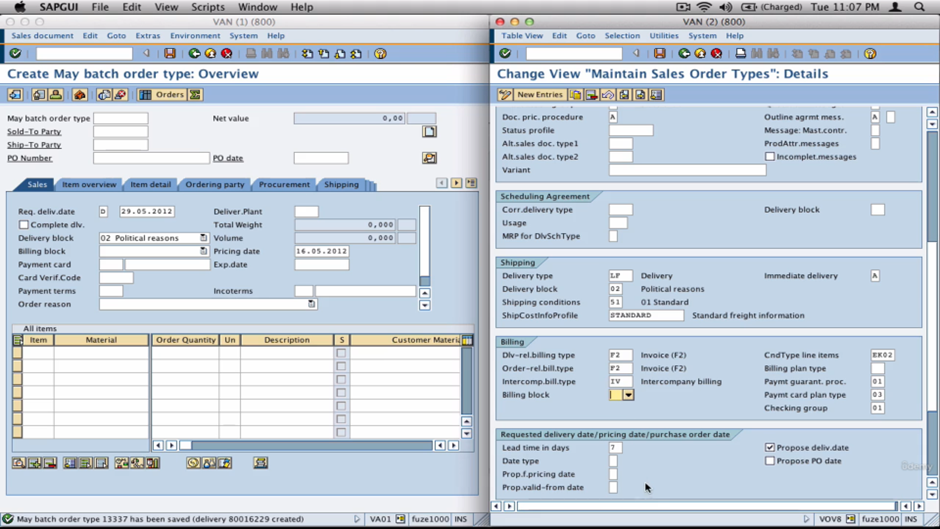 SAPGUI File Edit View Scripts Window Help (Charged) Tue 11:07 PM
VAN (1) (800)
Sales document Edit Goto Extras Environment System Help
Create May batch order type: Overview
Orders
May batch order type Net value 0,00
Sold-To Party
Ship-To Party
PO Number PO date
Sales Item overview Item detail Ordering party Procurement Shipping
Req. deliv.date D 29.05.2012 Deliver.Plant
Complete dlv. Total Weight 0,000
Delivery block 02 Political reasons Volume 0,000
Billing block Pricing date 16.05.2012
Payment card Exp.date
Card Verif.Code
Payment terms Incoterms
Order reason
All items
Item Material Order Quantity Un Description S Customer Materia
May batch order type 13337 has been saved (delivery 80016229 created) VA01 fuze1000 INS
VAN (2) (800)
Table View Edit Goto Selection Utilities System Help
Change View "Maintain Sales Order Types": Details
New Entries
Doc. pric. procedure A Outline agrmt mess. A
Status profile Message: Mast.contr.
Alt.sales doc. type1 ProdAttr.messages
Alt.sales doc. type2 Incomplet.messages
Variant
Scheduling Agreement
Corr.delivery type Delivery block
Usage
MRP for DlvSchType
Shipping
Delivery type LF Delivery Immediate delivery A
Delivery block 02 Political reasons
Shipping conditions 51 01 Standard
ShipCostInfoProfile STANDARD Standard freight information
Billing
Dlv-rel.billing type F2 Invoice (F2) CndType line items EK02
Order-rel.bill.type F2 Invoice (F2) Billing plan type
Intercomp.bill.type IV Intercompany billing Paymt guarant. proc. 01
Billing block Paymt card plan type 03
Checking group 01
Requested delivery date/pricing date/purchase order date
Lead time in days 7 Propose deliv.date
Date type Propose PO date
Prop.f.pricing date
Prop.valid-from date
Udemy
VOV8 fuze1000 INS